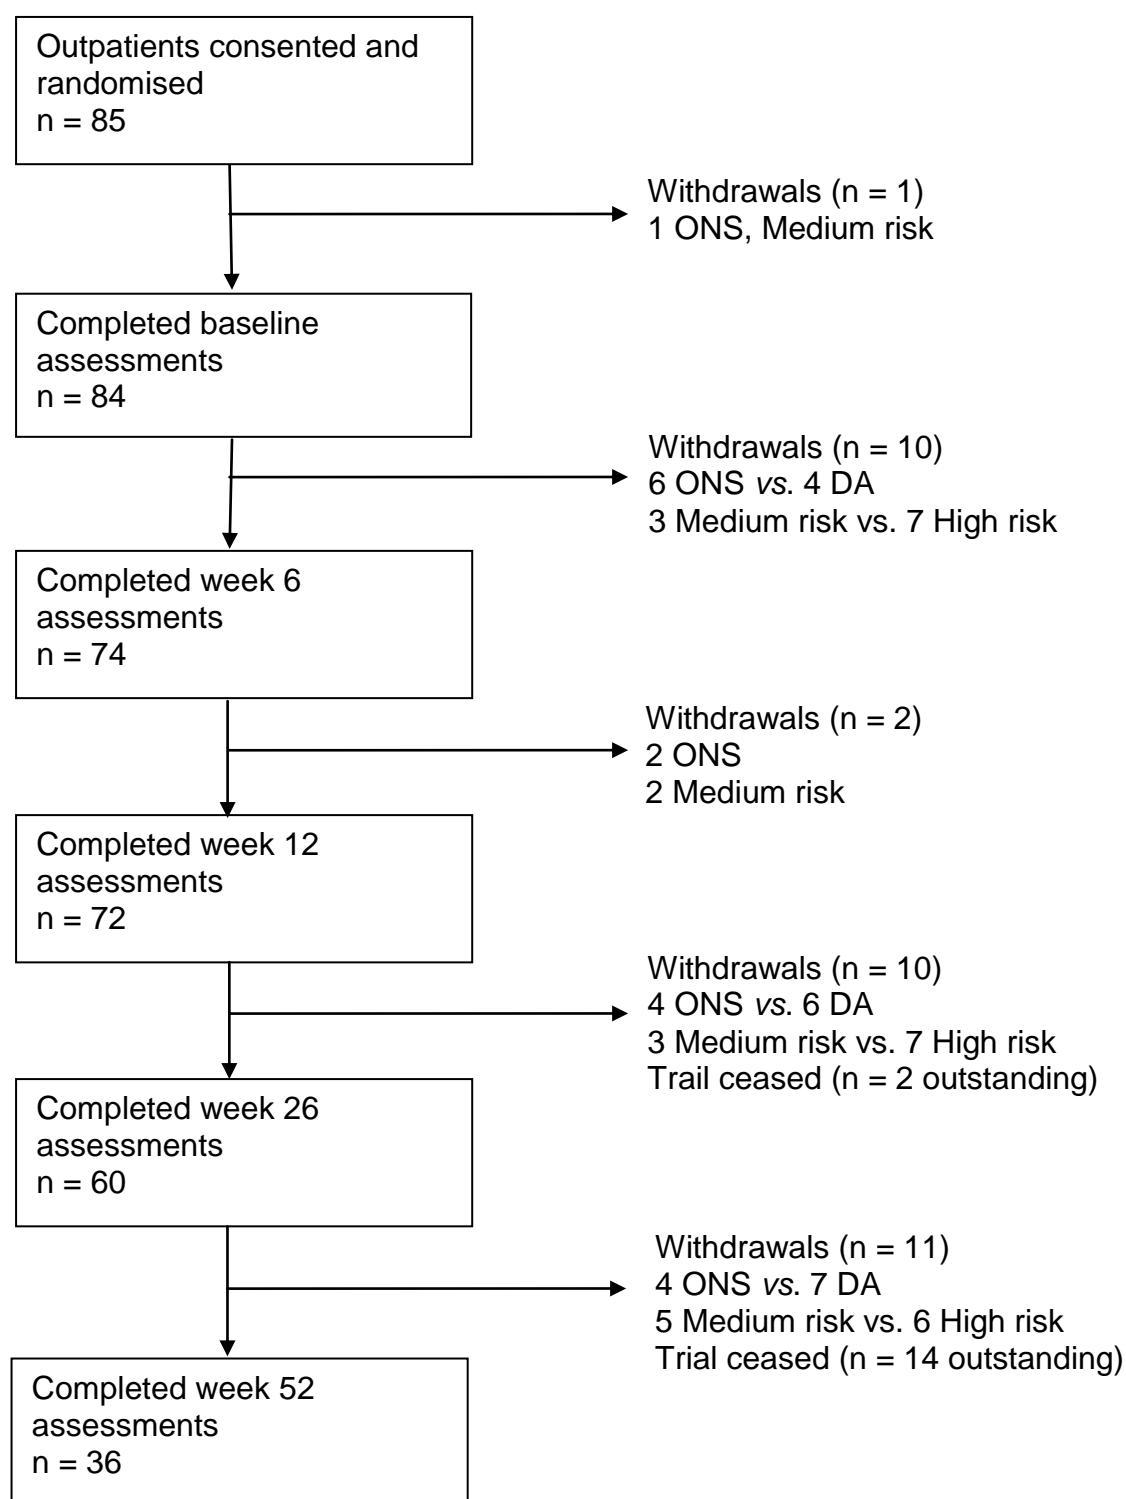 Outpatients consented and
randomised
n = 85
Withdrawals (n = 1)
1 ONS, Medium risk
Completed baseline
assessments
n = 84
Withdrawals (n = 10)
6 ONS vs. 4 DA
3 Medium risk vs. 7 High risk
Completed week 6
assessments
n = 74
Withdrawals (n = 2)
2 ONS
2 Medium risk
Completed week 12
assessments
n = 72
Withdrawals (n = 10)
4 ONS vs. 6 DA
3 Medium risk vs. 7 High risk
Trail ceased (n = 2 outstanding)
Completed week 26
assessments
n = 60
Withdrawals (n = 11)
4 ONS vs. 7 DA
5 Medium risk vs. 6 High risk
Trial ceased (n = 14 outstanding)
Completed week 52
assessments
n = 36